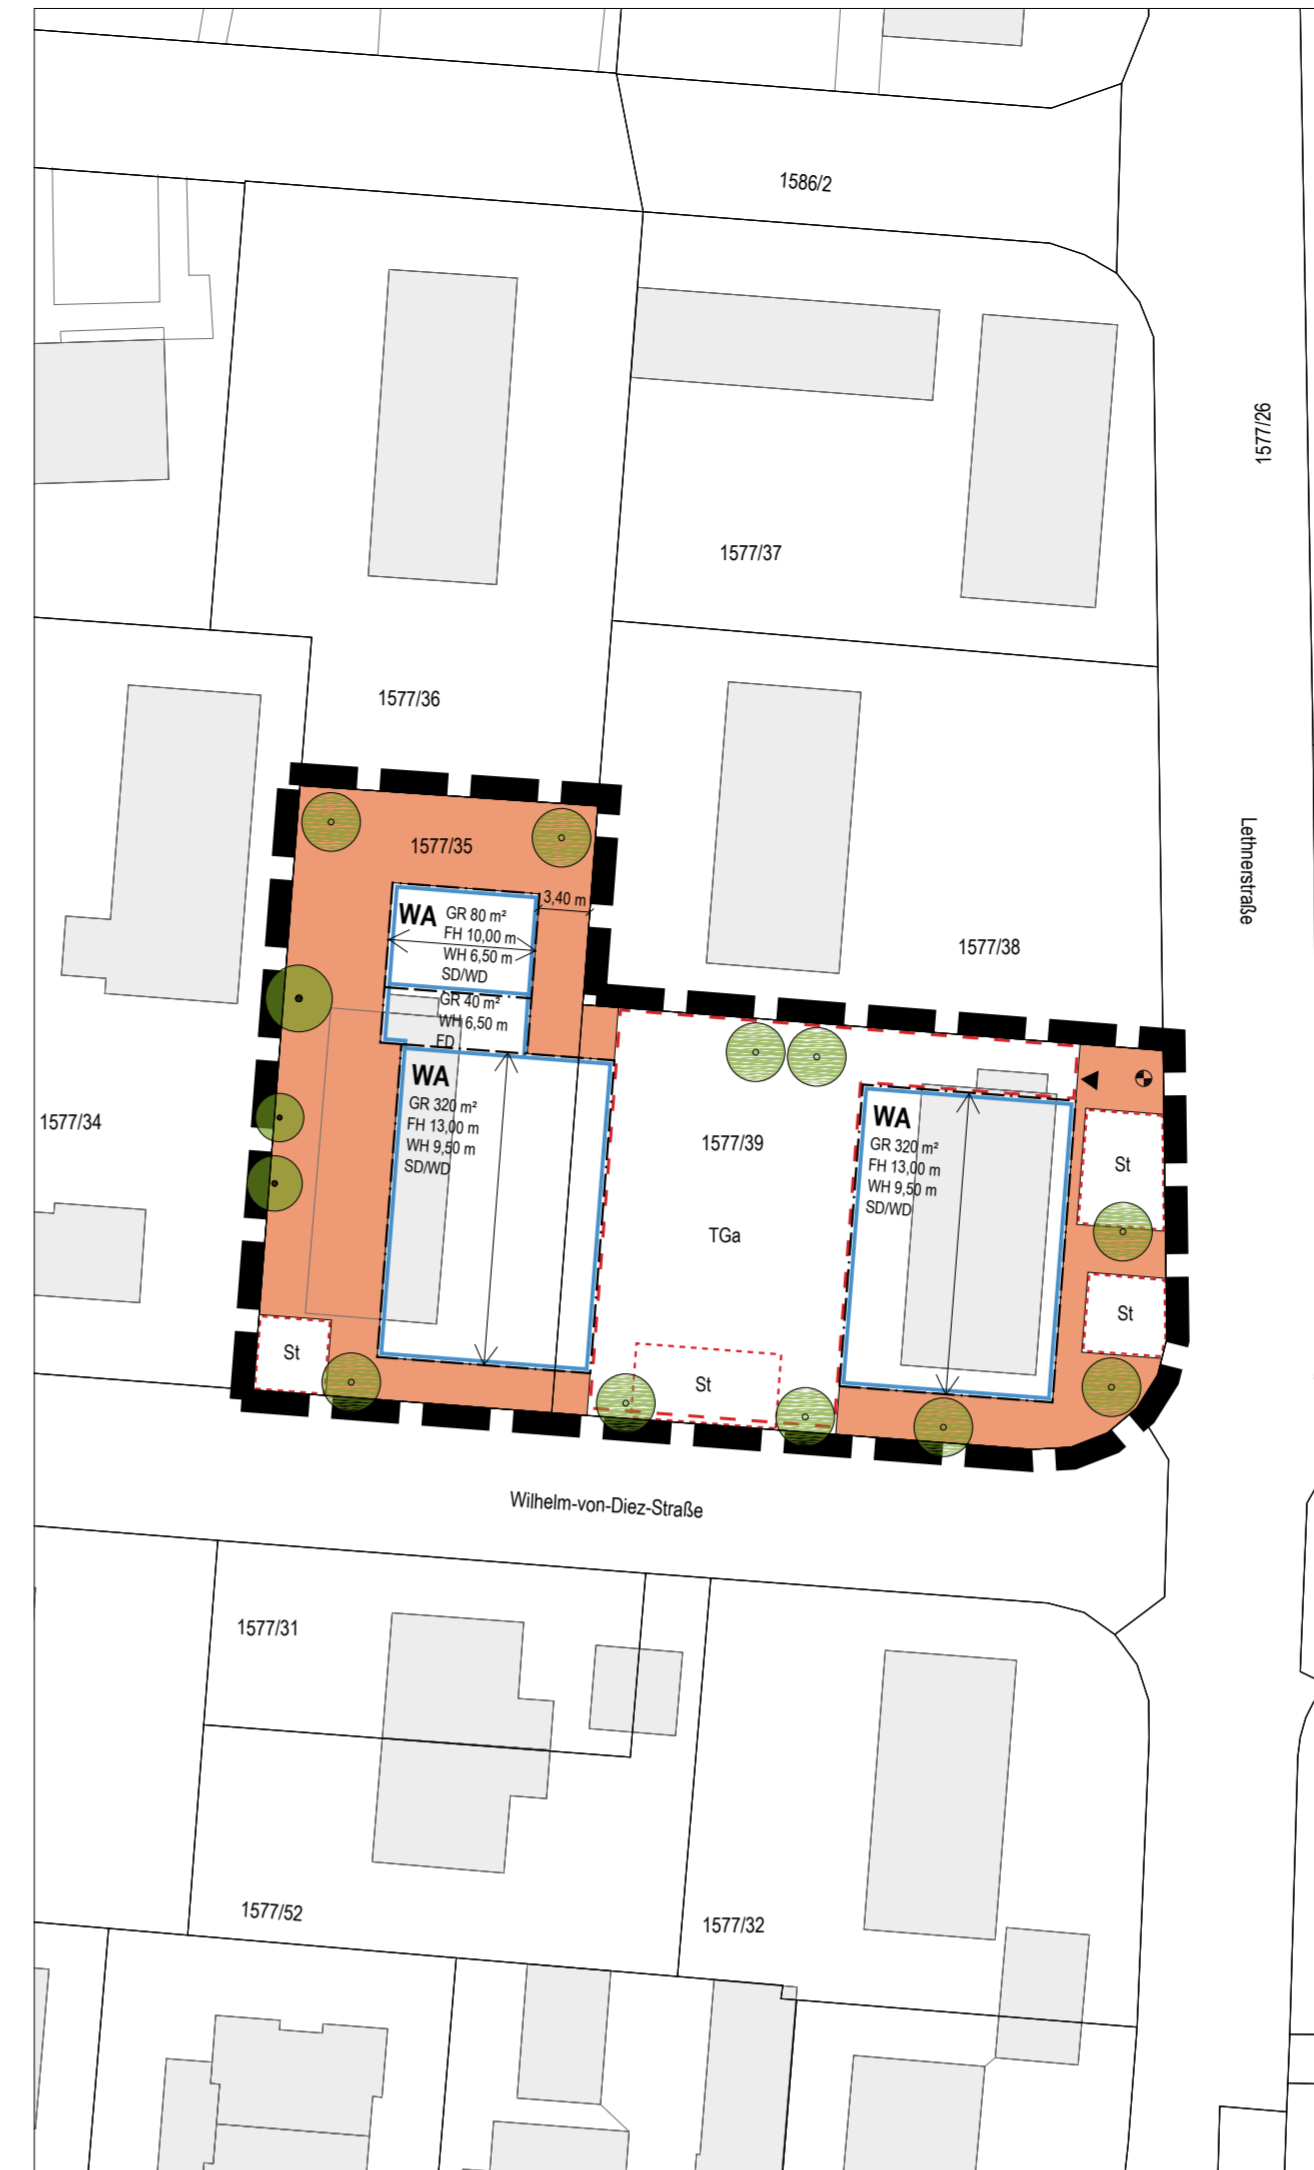 1586/2
1577/26
1577/37
1577/36
Lethnerstraße
1577/35
3,40 m
WA
GR 80 m²
FH 10,00 m
WH 6,50 m
SD/WD
1577/38
GR 40 m²
WH 6,50 m
FD
WA
GR 320 m²
FH 13,00 m
WH 9,50 m
SD/WD
1577/34
1577/39
TGa
WA
GR 320 m²
FH 13,00 m
WH 9,50 m
SD/WD
St
St
St
St
Wilhelm-von-Diez-Straße
1577/31
1577/52
1577/32